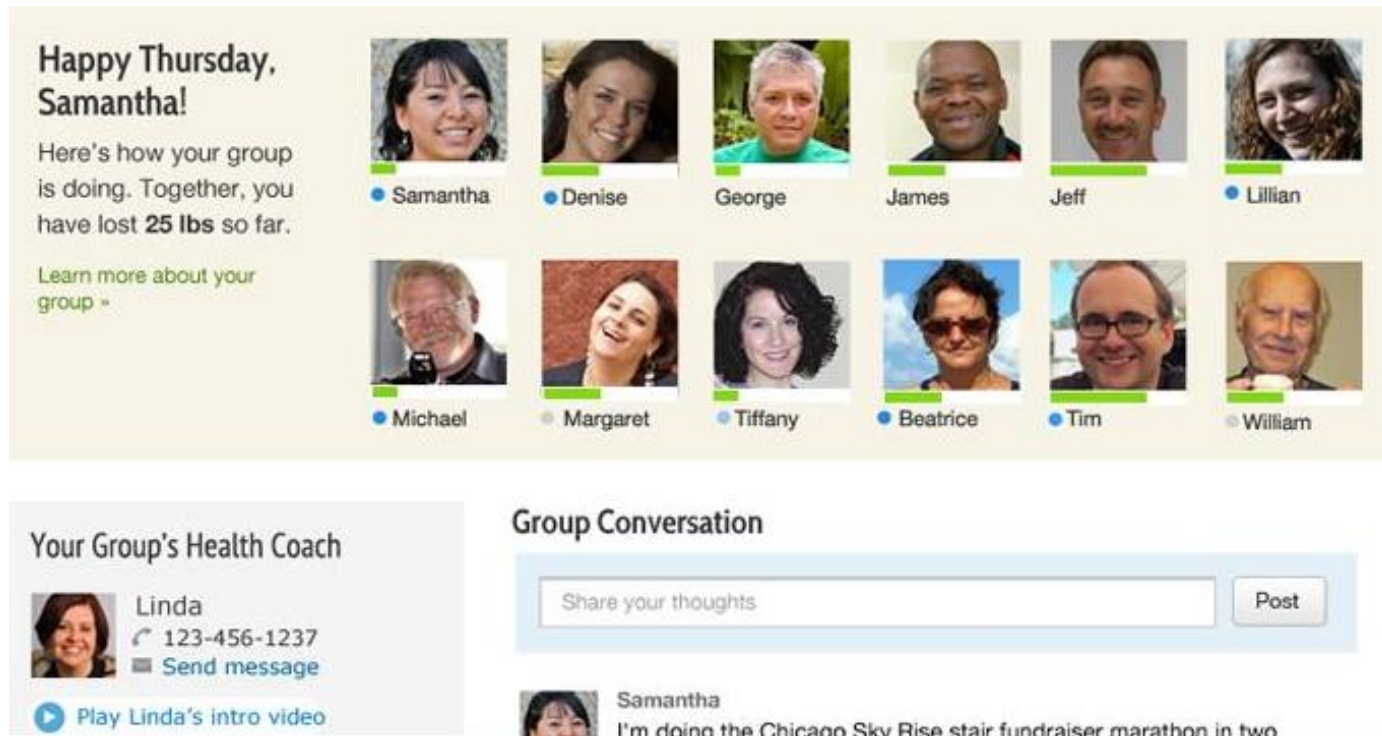 Happy Thursday,
Samantha!
Here's how your group
is doing. Together, you
have lost 25 lbs so far.
Learn more about your
group »
Samantha
Denise
George
James
Jeff
Lillian
Michael
Margaret
Tiffany
Beatrice
Tim
William
Your Group's Health Coach
Linda
123-456-1237
Send message
Play Linda's intro video
Group Conversation
Share your thoughts
Post
Samantha
I'm doing the Chicago Sky Rise stair fundraiser marathon in two